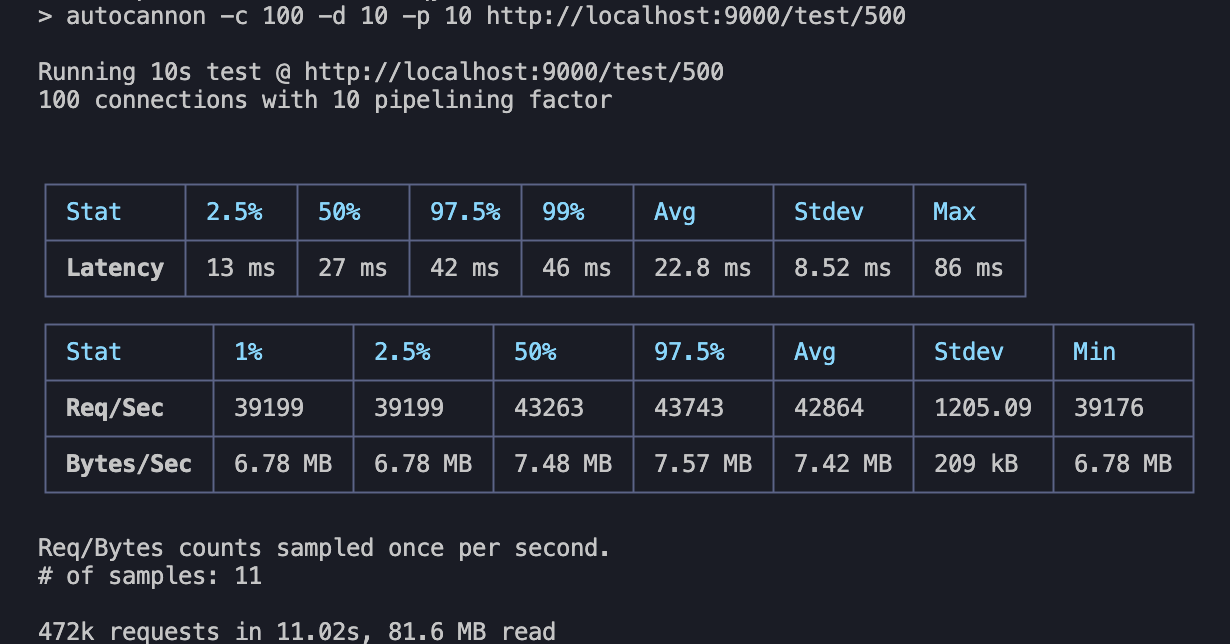 > autocannon -c 100 -d 10 -p 10 http://localhost:9000/test/500
Running 10s test @ http://localhost:9000/test/500
100 connections with 10 pipelining factor
Stat 2.5% 50% 97.5% 99% Avg Stdev Max
Latency 13 ms 27 ms 42 ms 46 ms 22.8 ms 8.52 ms 86 ms
Stat 1% 2.5% 50% 97.5% Avg Stdev Min
Req/Sec 39199 39199 43263 43743 42864 1205.09 39176
Bytes/Sec 6.78 MB 6.78 MB 7.48 MB 7.57 MB 7.42 MB 209 kB 6.78 MB
Req/Bytes counts sampled once per second.
# of samples: 11
472k requests in 11.02s, 81.6 MB read